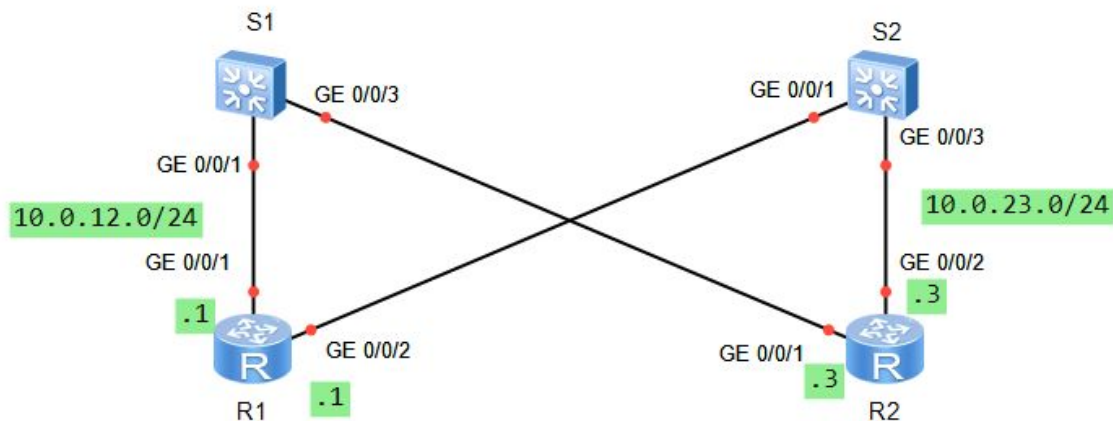 S1
S2
GE 0/0/3
GE 0/0/1
GE 0/0/1
GE 0/0/3
10.0.12.0/24
10.0.23.0/24
GE 0/0/1
GE 0/0/2
.1
.3
R
GE 0/0/2
GE 0/0/1
R
.1
.3
R1
R2